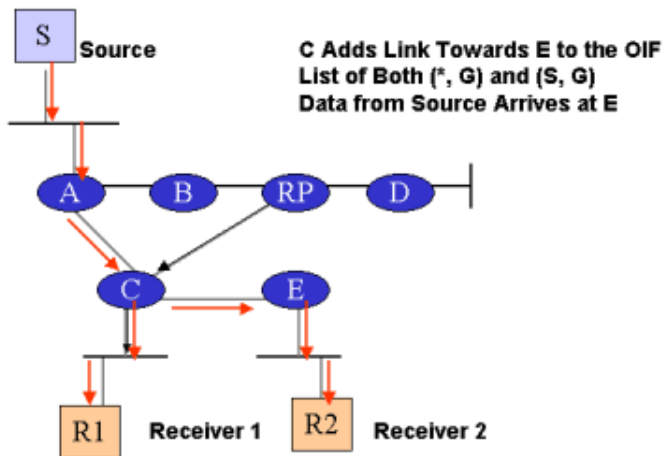 S
Source
C Adds Link Towards E to the OIF
List of Both (*, G) and (S, G)
Data from Source Arrives at E
A
B
RP
D
C
E
R1
Receiver 1
R2
Receiver 2